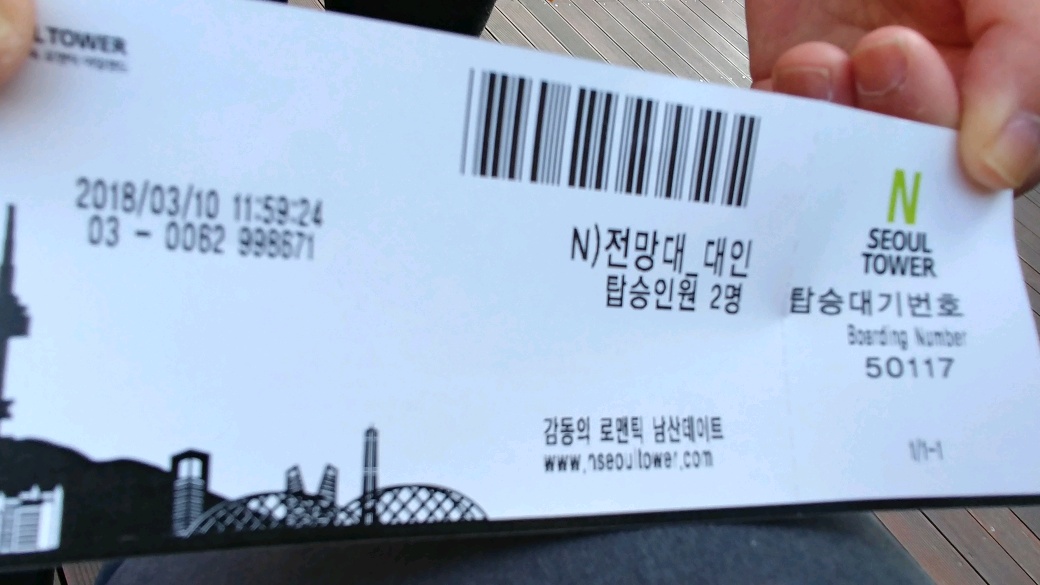 L TOWER
2018/03/10 11:59:24
03 - 0062 998671
N)전망대_대인
탑승인원 2명
감동의 로맨틱 남산데이트
www.nseoultower.com
N
SEOUL
TOWER
탑승대기번호
Boarding Number
50117
1/1-1